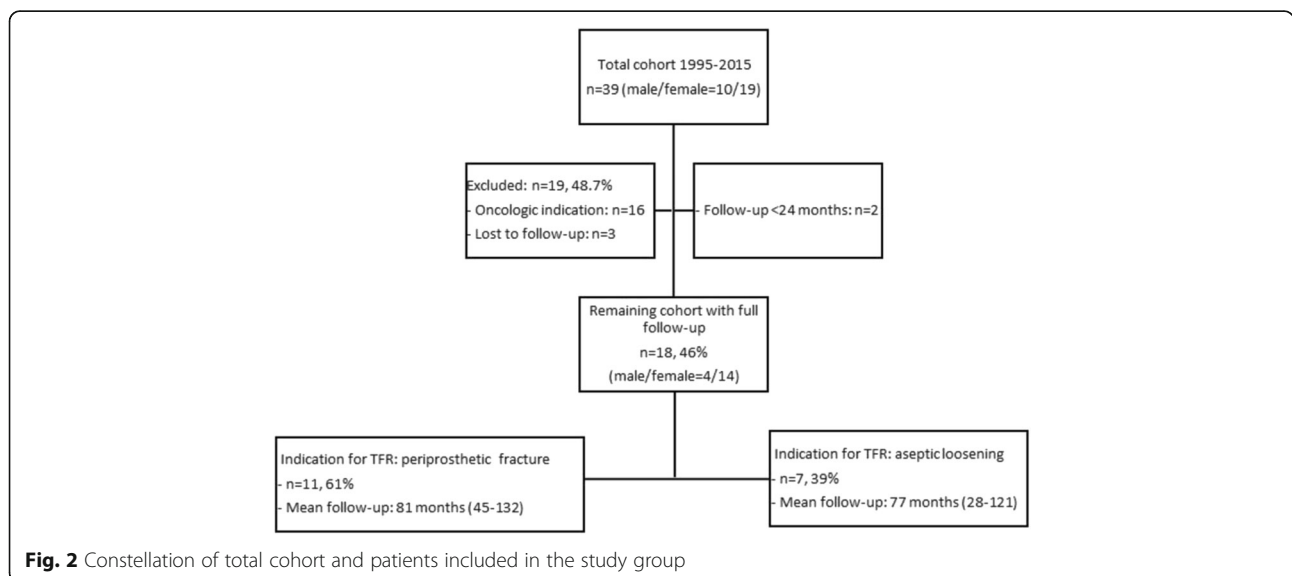 Total cohort 1995-2015
n=39 (male/female=10/19)
Excluded: n=19, 48.7%
- Oncologic indication: n=16
- Lost to follow-up: n=3
- Follow-up <24 months: n=2
Remaining cohort with full
follow-up
n=18, 46%
(male/female=4/14)
Indication for TFR: periprosthetic fracture
- n=11, 61%
- Mean follow-up: 81 months (45-132)
Indication for TFR: aseptic loosening
- n=7, 39%
- Mean follow-up: 77 months (28-121)
Fig. 2 Constellation of total cohort and patients included in the study group